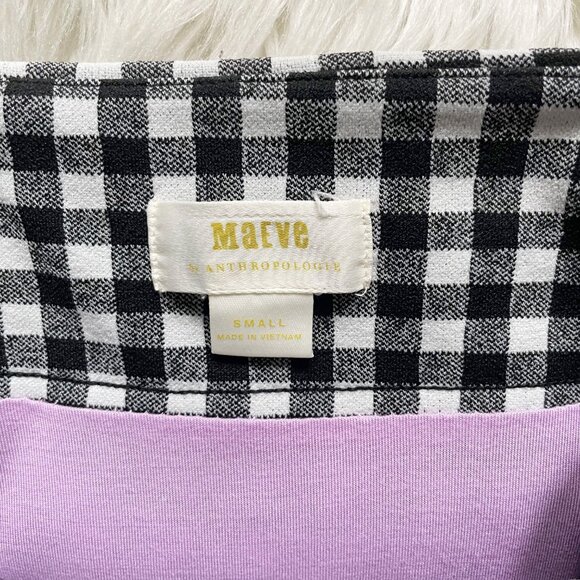 MaEve
BY ANTHROPOLOGIE
SMALL
MADE IN VIETNAM